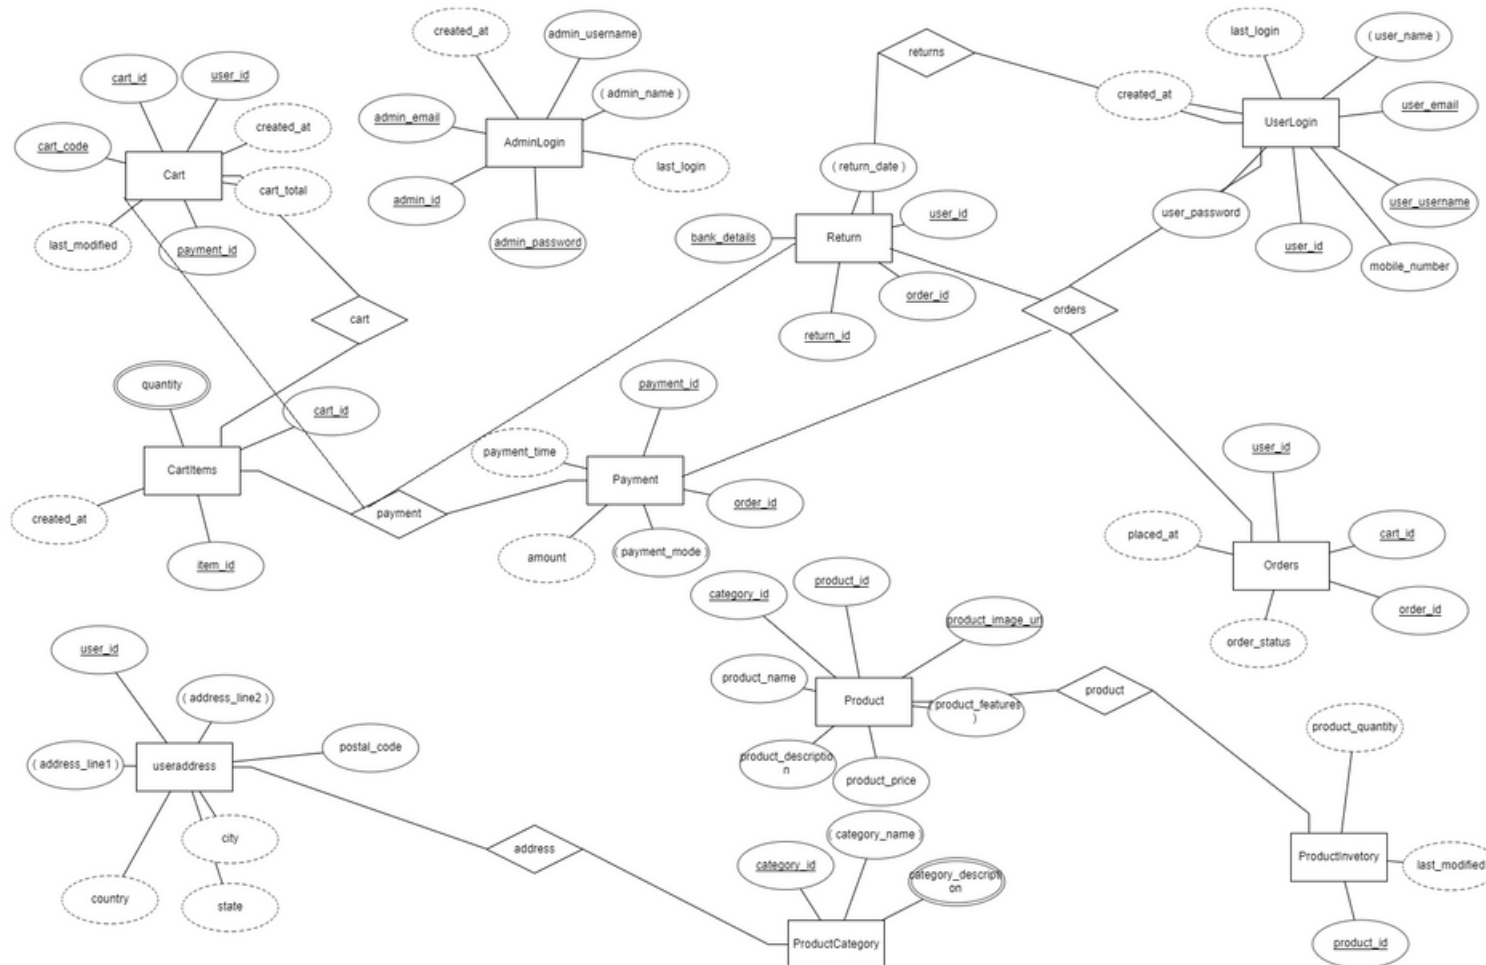 created_at
admin_username
returns
last_login
( user_name )
cart_id
user_id
( admin_name )
created_at
user_email
created_at
admin_email
UserLogin
cart_code
AdminLogin
Cart
last_login
( return_date )
cart_total
admin_id
user_username
user_id
user_password
last_modified
payment_id
admin_password
bank_details
Return
user_id
mobile_number
order_id
cart
orders
return_id
quantity
payment_id
cart_id
user_id
payment_time
CartItems
Payment
order_id
created_at
payment
placed_at
cart_id
amount
( payment_mode )
item_id
Orders
product_id
category_id
order_id
product_image_url
user_id
order_status
product_name
product
( address_line2 )
Product
( product_features
)
product_quantity
postal_code
product_descriptio
n
( address_line1 )
useraddress
product_price
city
( category_name )
address
ProductInvetory
category_id
last_modified
category_descripti
on
country
state
ProductCategory
product_id